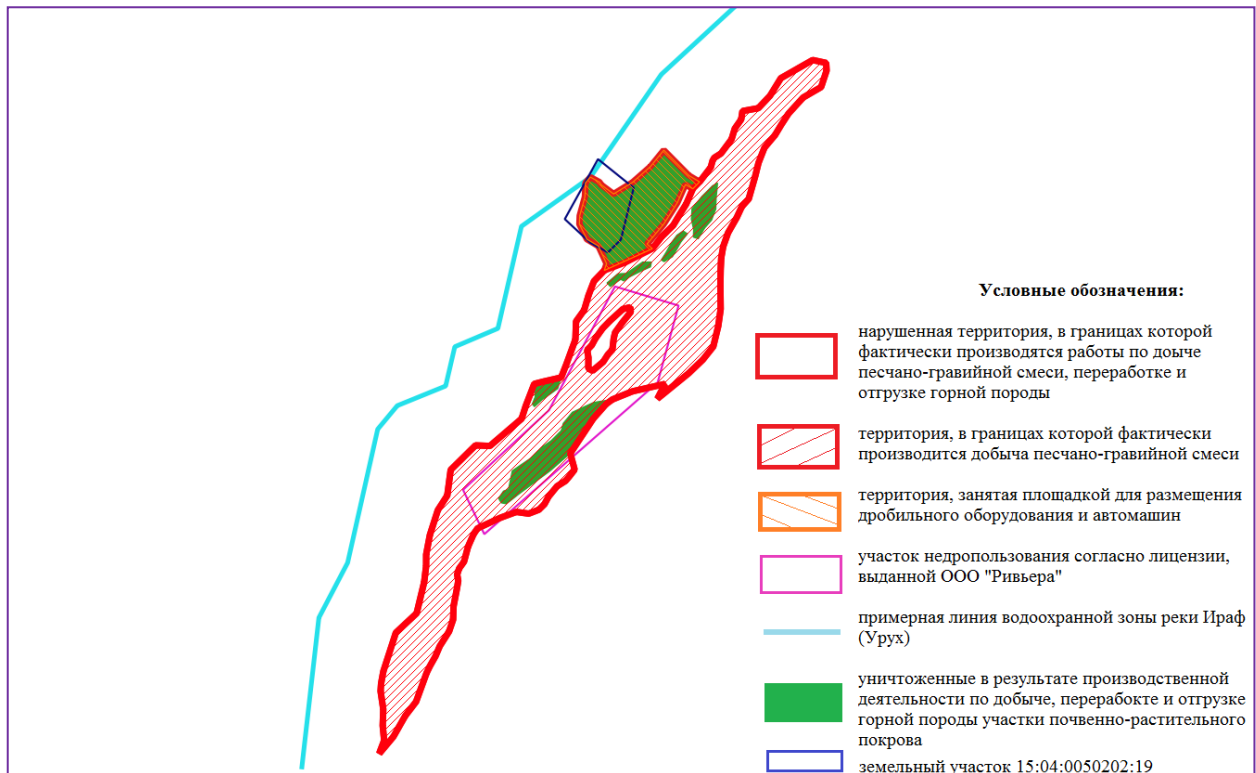 Условные обозначения:
нарушенная территория, в границах которой
фактически производятся работы по доыче
песчано-гравийной смеси, переработке и
отгрузке горной породы
территория, в границах которой фактически
производится добыча песчано-гравийной смеси
территория, занятая площадкой для размещения
дробильного оборудования и автомашин
участок недропользования согласно лицензии,
выданной ООО "Ривьера"
примерная линия водоохранной зоны реки Ираф
(Урух)
уничтоженные в результате производственной
деятельности по добыче, перерабокте и отгрузке
горной породы участки почвенно-растительного
покрова
земельный участок 15:04:0050202:19